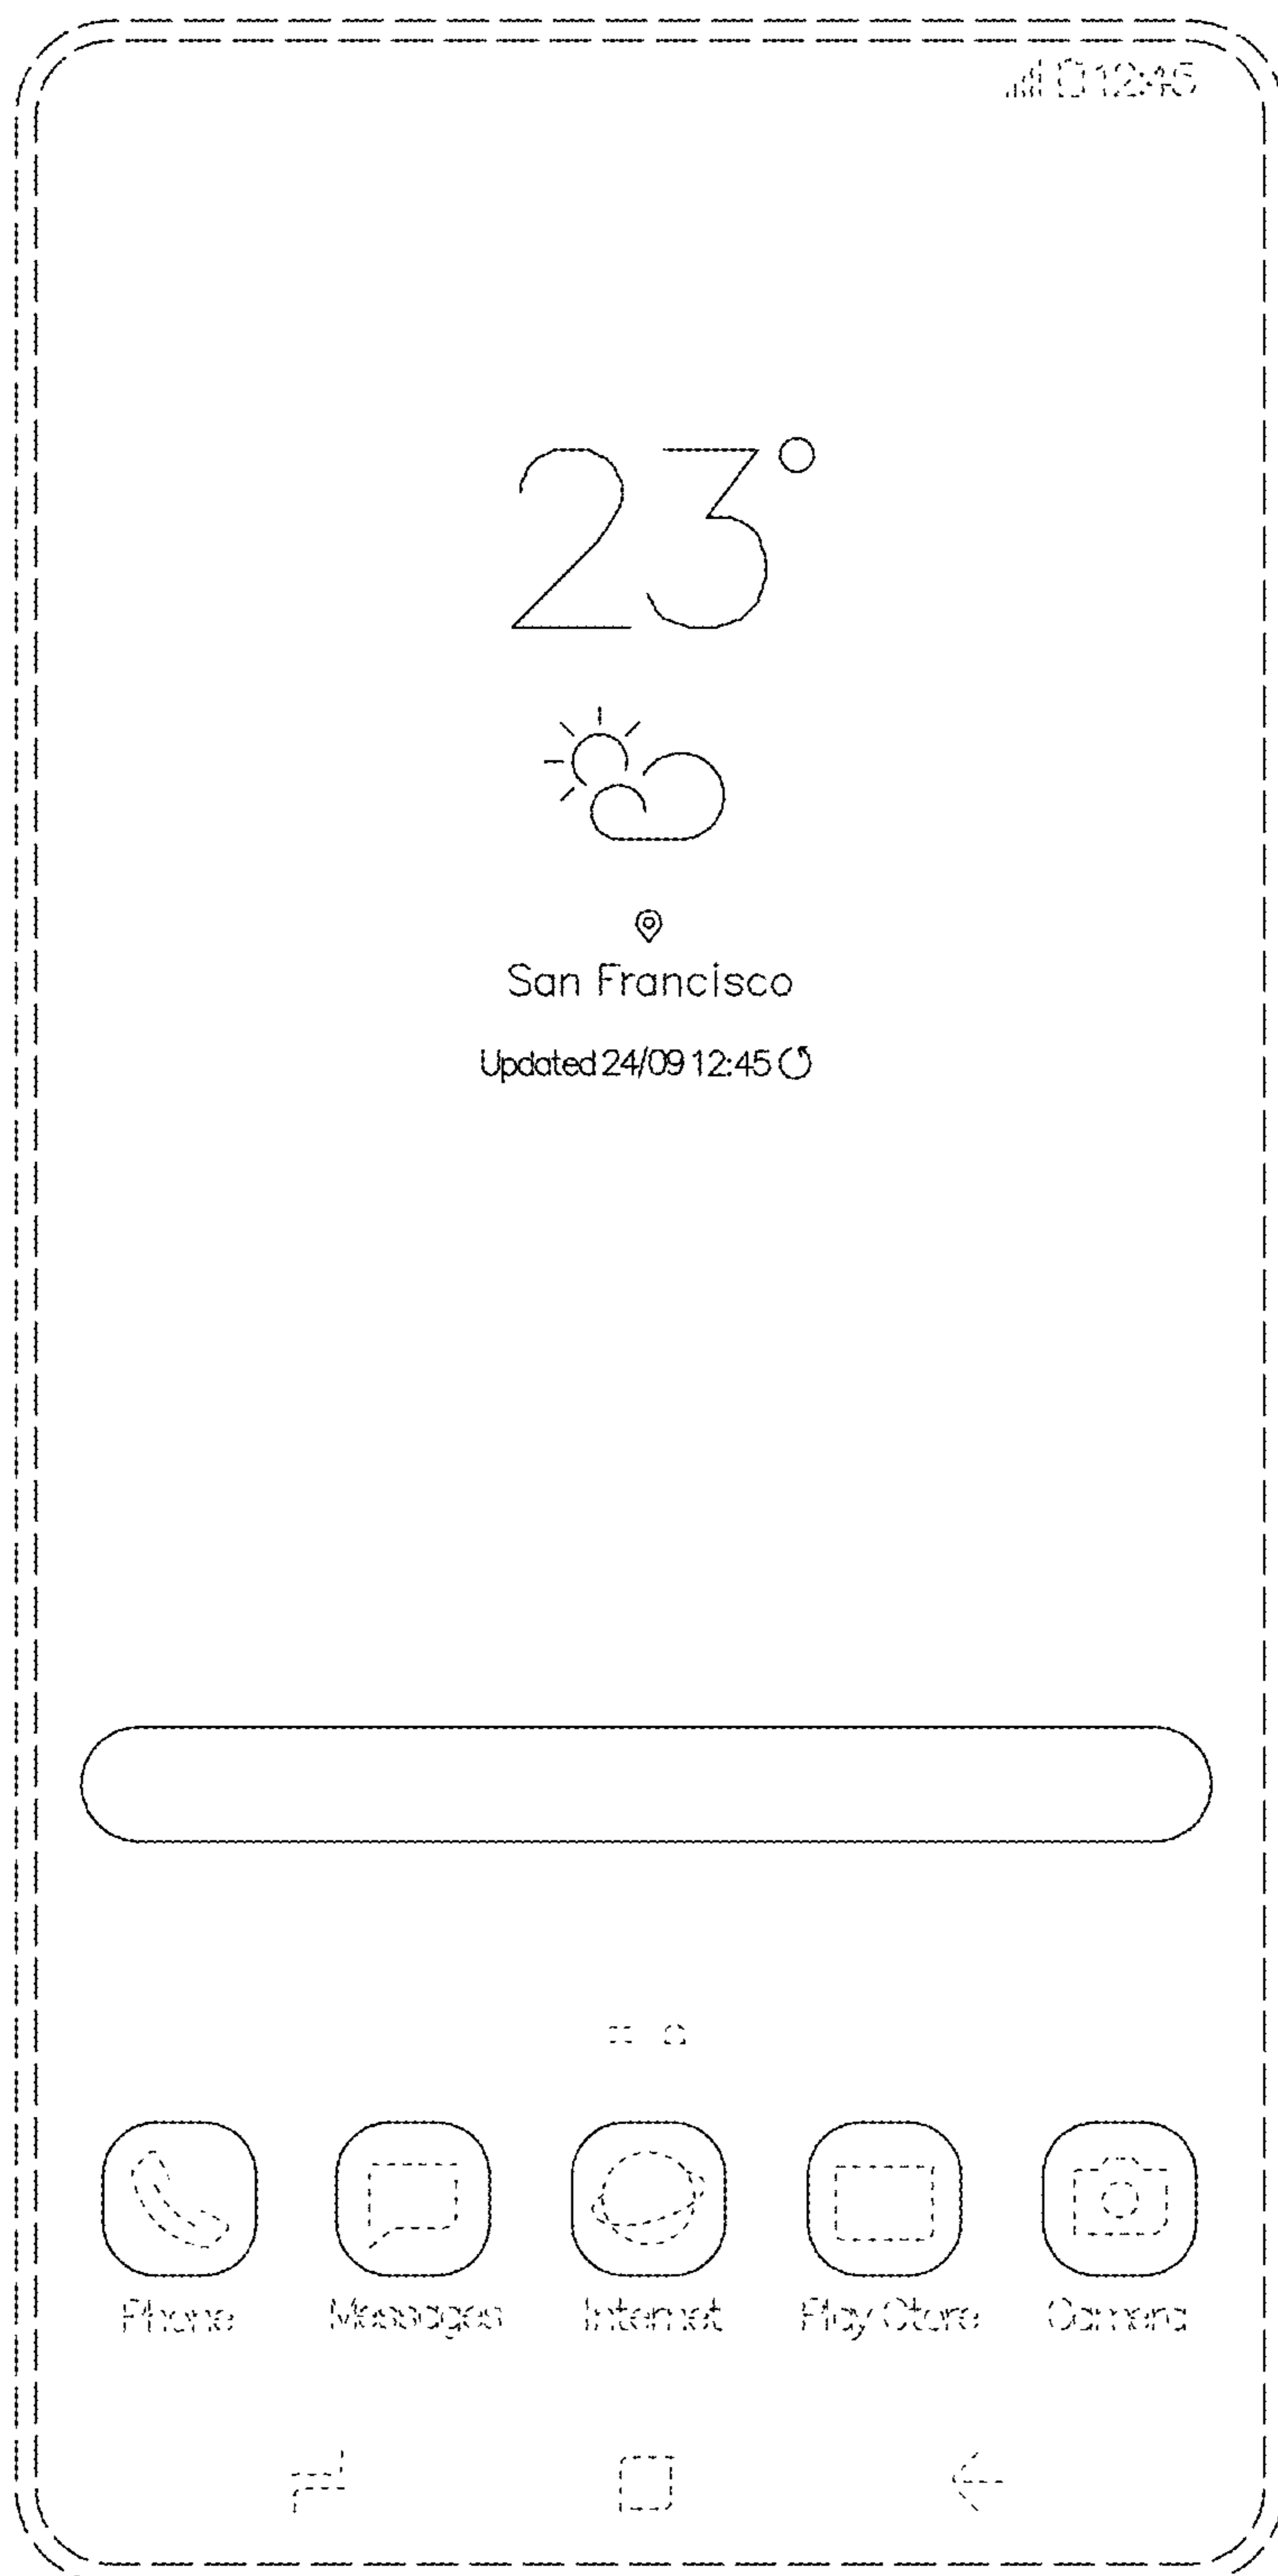 12:45
23°
San Francisco
Updated 24/09 12:45
Phone Messages Internet Play Store Camera